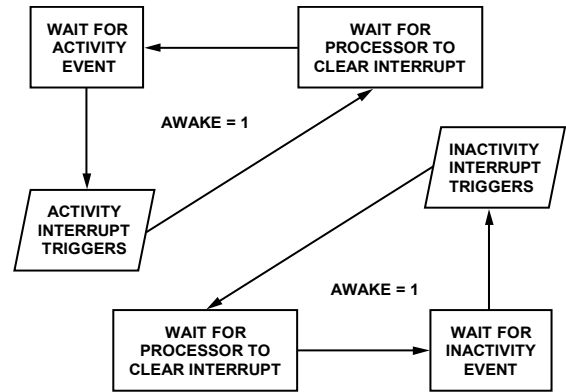 WAIT FOR
ACTIVITY
EVENT
WAIT FOR
PROCESSOR TO
CLEAR INTERRUPT
AWAKE = 1
ACTIVITY
INTERRUPT
TRIGGERS
INACTIVITY
INTERRUPT
TRIGGERS
AWAKE = 1
WAIT FOR
PROCESSOR TO
CLEAR INTERRUPT
WAIT FOR
INACTIVITY
EVENT